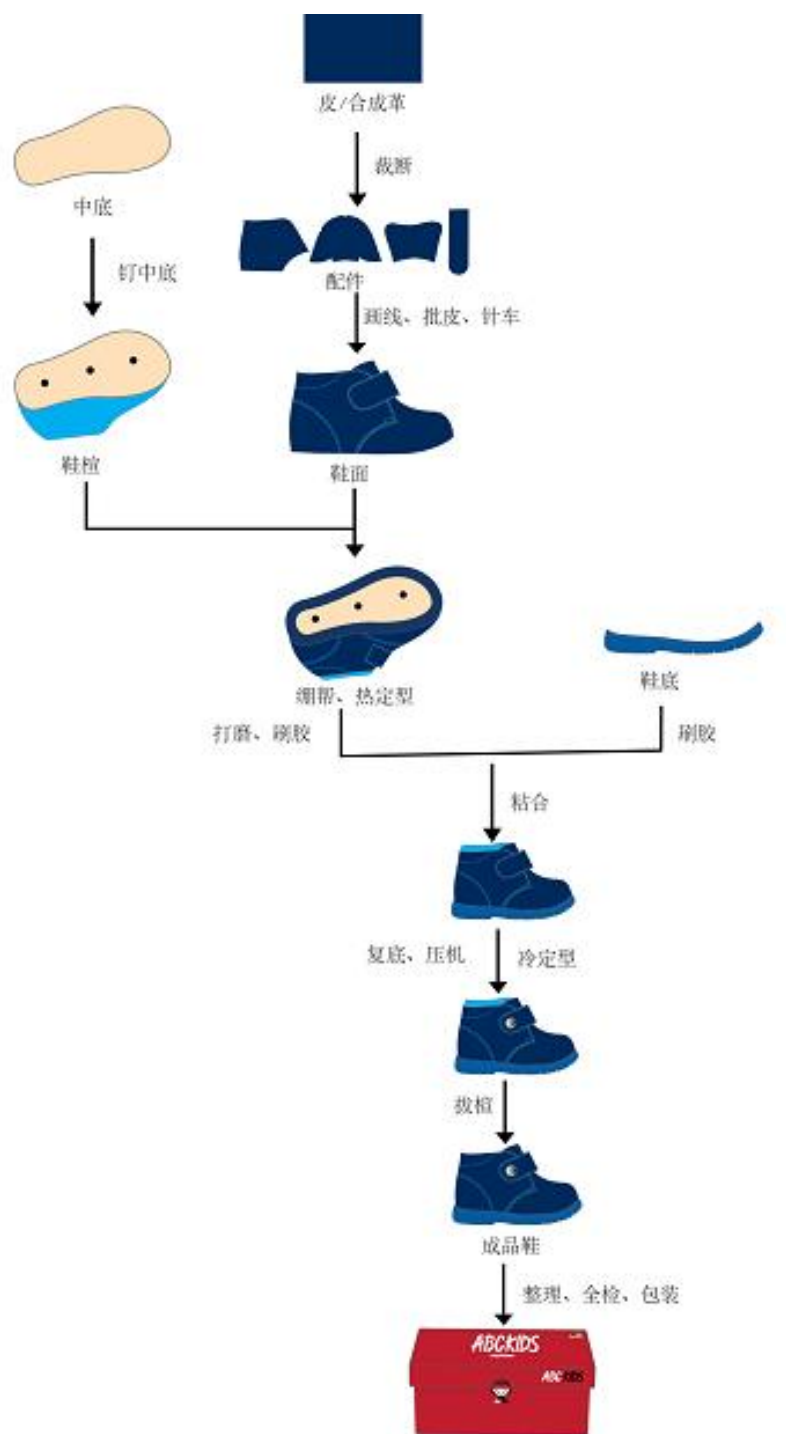 皮/合成革
裁断
中底
钉中底
配件
画线、批皮、针车
鞋楦
鞋面
绷帮、热定型
鞋底
打磨、刷胶
刷胶
粘合
复底、压机
冷定型
拔楦
成品鞋
整理、全检、包装
ABCKIDS
ABCKIDS